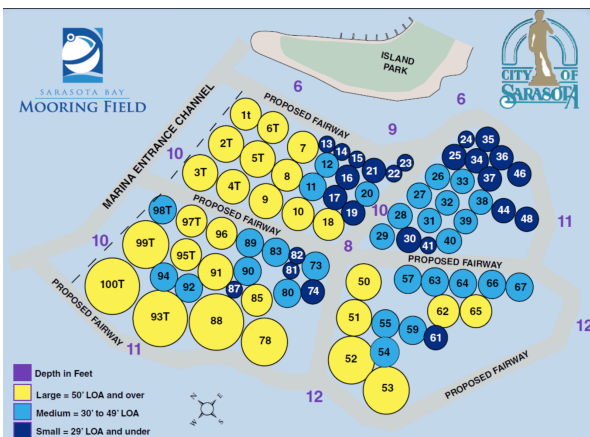 SARASOTA BAY
MOORING FIELD
ISLAND
PARK
CITY OF
SARASOTA
6
6
9
MARINA ENTRANCE CHANNEL
PROPOSED FAIRWAY
1t
6T
7
13
14
15
2T
5T
8
12
16
21
22
23
10
3T
4T
9
11
17
20
10
18
19
10
24
35
25
34
36
26
33
37
46
27
32
38
44
48
11
28
31
39
29
30
41
40
8
98T
PROPOSED FAIRWAY
97T
96
89
83
82
73
10
99T
95T
90
81
94
91
92
87
85
80
74
100T
93T
88
78
PROPOSED FAIRWAY
11
PROPOSED FAIRWAY
50
57
63
64
66
67
51
55
59
62
65
61
12
52
54
53
PROPOSED FAIRWAY
12
Depth in Feet
Large = 50' LOA and over
Medium = 30' to 49' LOA
Small = 29' LOA and under
N
E
W
S